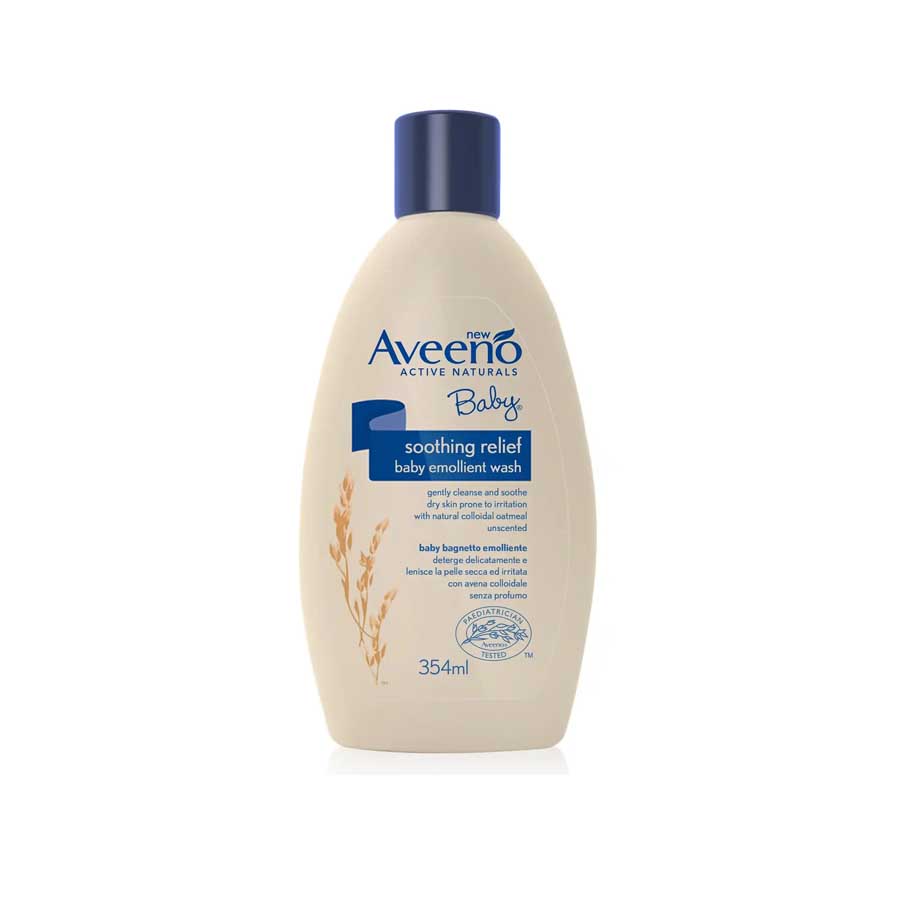 new
Aveeno
ACTIVE NATURALS
Baby®
soothing relief
baby emollient wash
gently cleanse and soothe
dry skin prone to irritation
with natural colloidal oatmeal
unscented
baby bagnetto emolliente
deterge delicatamente e
lenisce la pelle secca ed irritata
con avena colloidale
senza profumo
PAEDIATRICIAN
Aveeno®
TESTED
TM
354ml